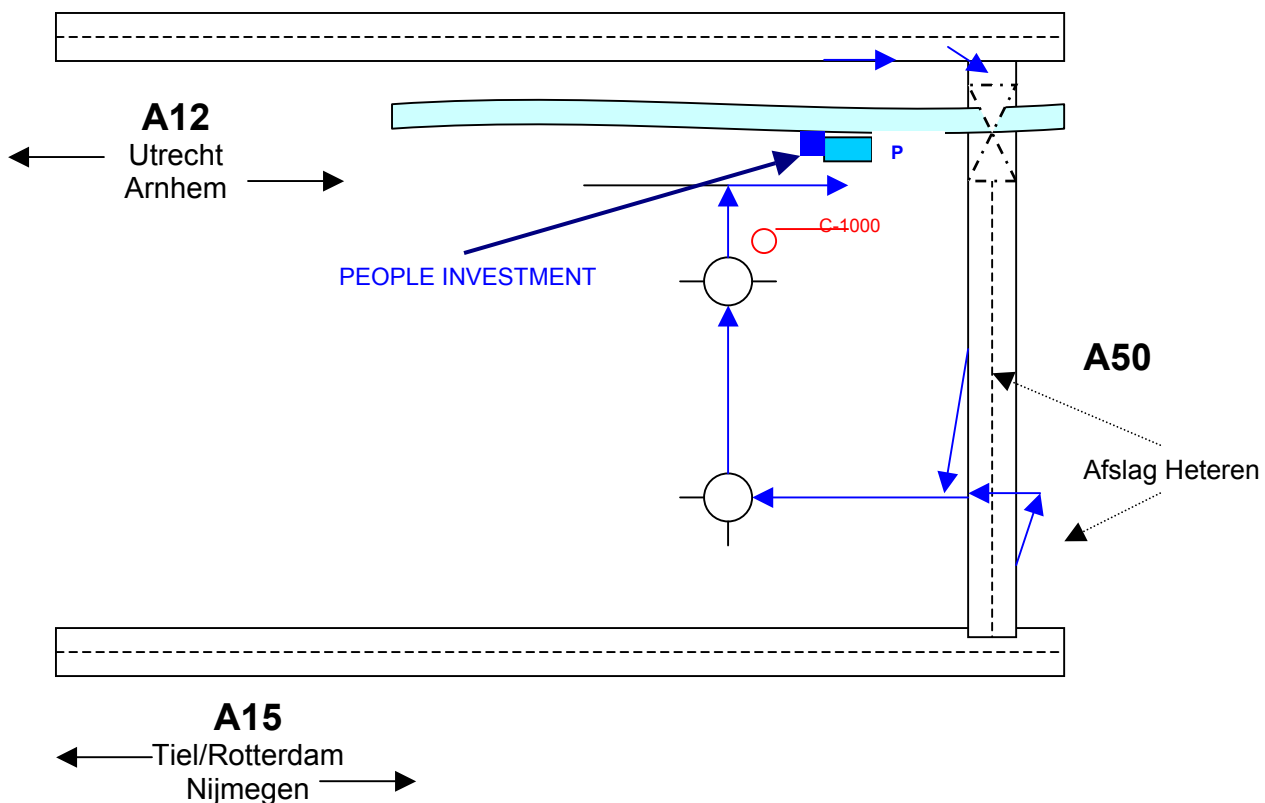 A12
Utrecht
Arnhem
P
C-1000
PEOPLE INVESTMENT
A50
Afslag Heteren
A15
Tiel/Rotterdam
Nijmegen